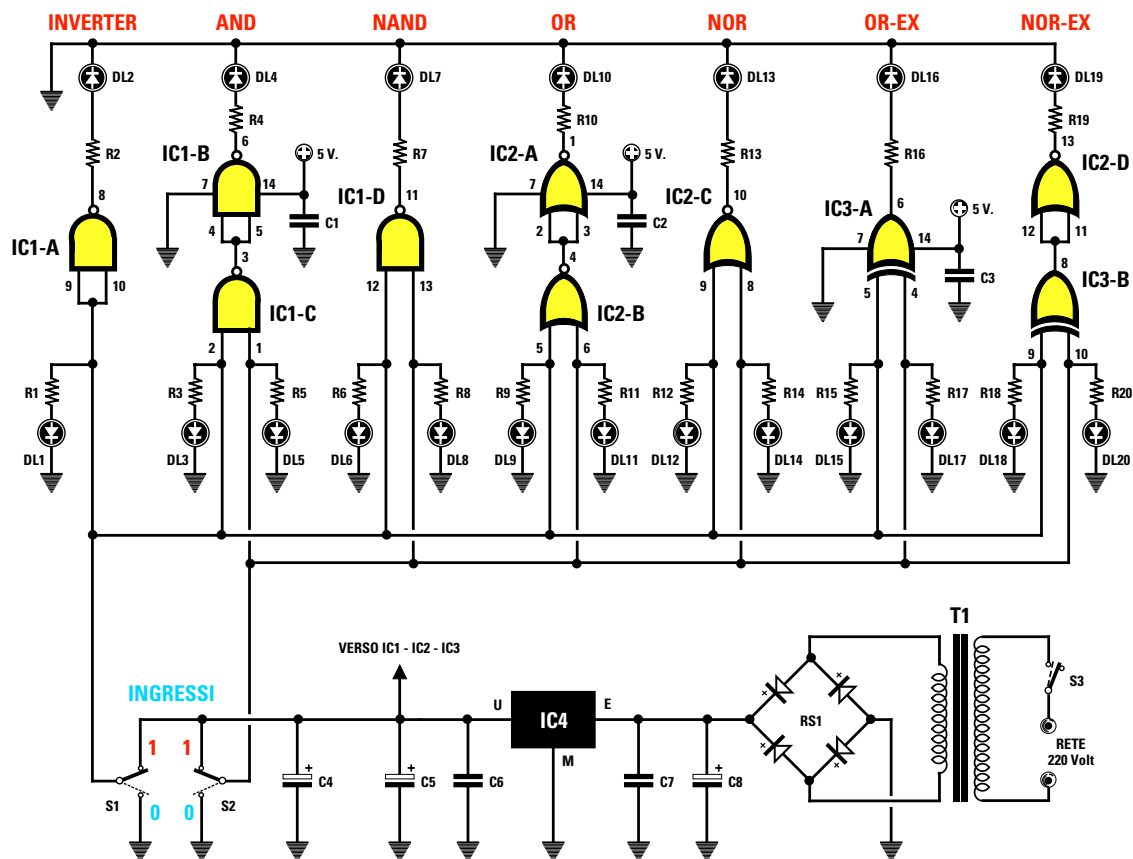 INVERTER AND NAND OR NOR OR-EX NOR-EX
DL2 DL4 DL7 DL10 DL13 DL16 DL19
R4 R10 R19
6 1 13
R2 IC1-B 5 V. R7 IC2-A 5 V. R13 R16 IC2-D
7 14 7 14
8 C1 IC1-D 11 C2 IC2-C 10 6 5 V.
IC3-A
4 5 2 3 12 11
IC1-A 3 4 7 14 8
9 10 12 13 9 8 5 4 C3 IC3-B
IC1-C IC2-B
2 1 5 6 9 10
R1 R3 R5 R6 R8 R9 R11 R12 R14 R15 R17 R18 R20
DL1 DL3 DL5 DL6 DL8 DL9 DL11 DL12 DL14 DL15 DL17 DL18 DL20
T1
VERSO IC1 - IC2 - IC3
INGRESSI
S3
U IC4 E RS1
RETE
220 Volt
1 1
M
+ C4 + C5 C6 C7 + C8
S1 0 0 S2